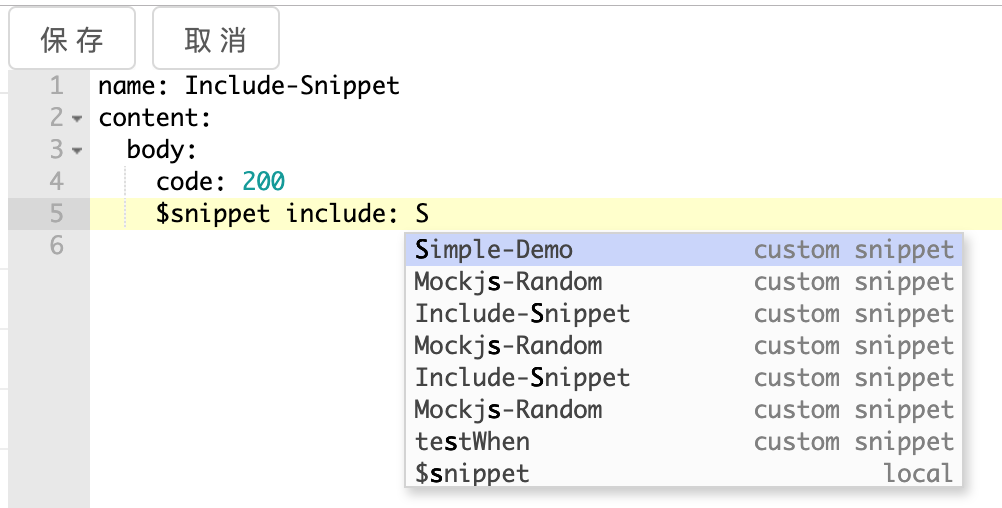 保 存 取 消
1 name: Include-Snippet
2 content:
3 body:
4 code: 200
5 $snippet include: S
6
Simple-Demo custom snippet
Mockjs-Random custom snippet
Include-Snippet custom snippet
Mockjs-Random custom snippet
Include-Snippet custom snippet
Mockjs-Random custom snippet
testWhen custom snippet
$snippet local